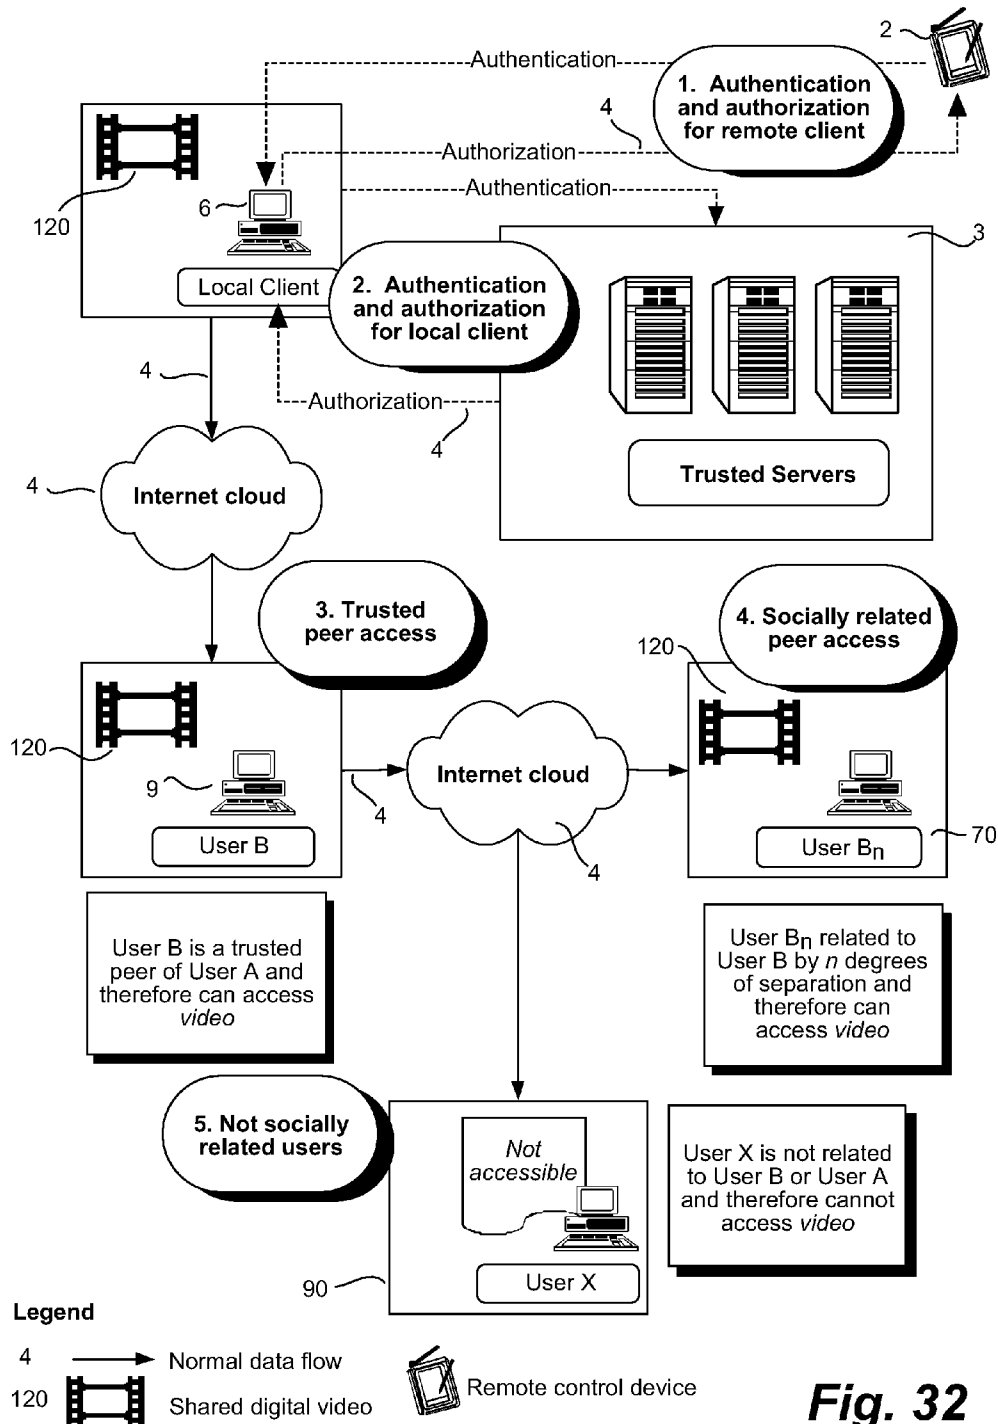 2
Authentication
1. Authentication
and authorization
for remote client
4
Authorization
Authentication
120
6
3
Local Client
2. Authentication
and authorization
for local client
4
Authorization
4
Trusted Servers
4
Internet cloud
3. Trusted
peer access
4. Socially related
peer access
120
120
9
Internet cloud
4
User B
User Bn
70
4
User B is a trusted
peer of User A and
therefore can access
video
User Bn related to
User B by n degrees
of separation and
therefore can
access video
5. Not socially
related users
Not
accessible
User X is not related
to User B or User A
and therefore cannot
access video
90
User X
Legend
4
Normal data flow
120
Shared digital video
Remote control device
Fig. 32